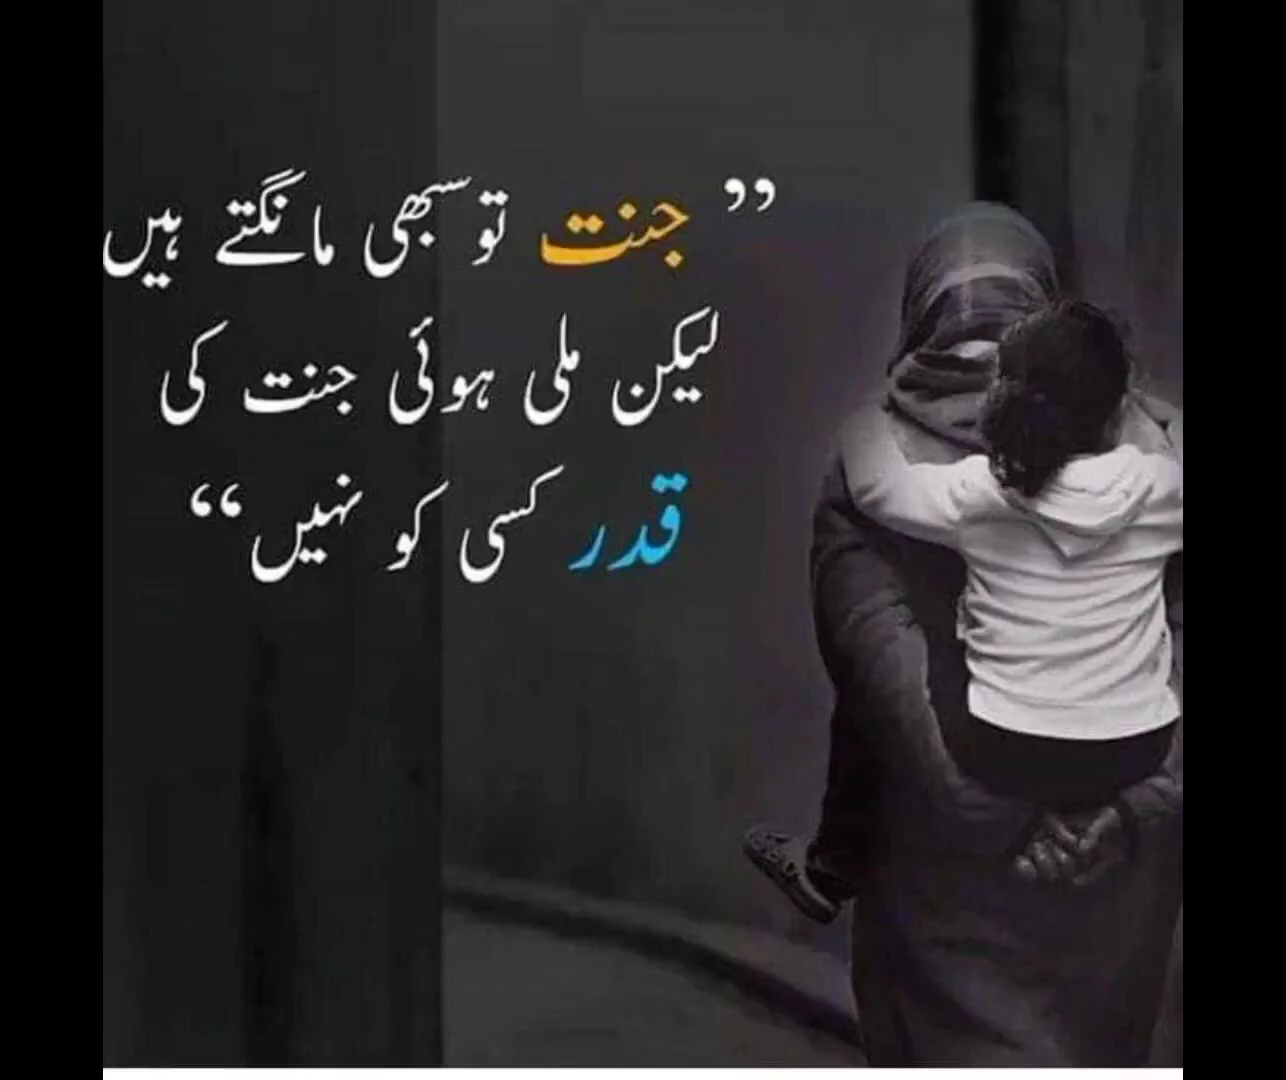 ”جنت تو سبھی مانگتے ہیں
لیکن ملی ہوئی جنت کی
قدر کسی کو نہیں“